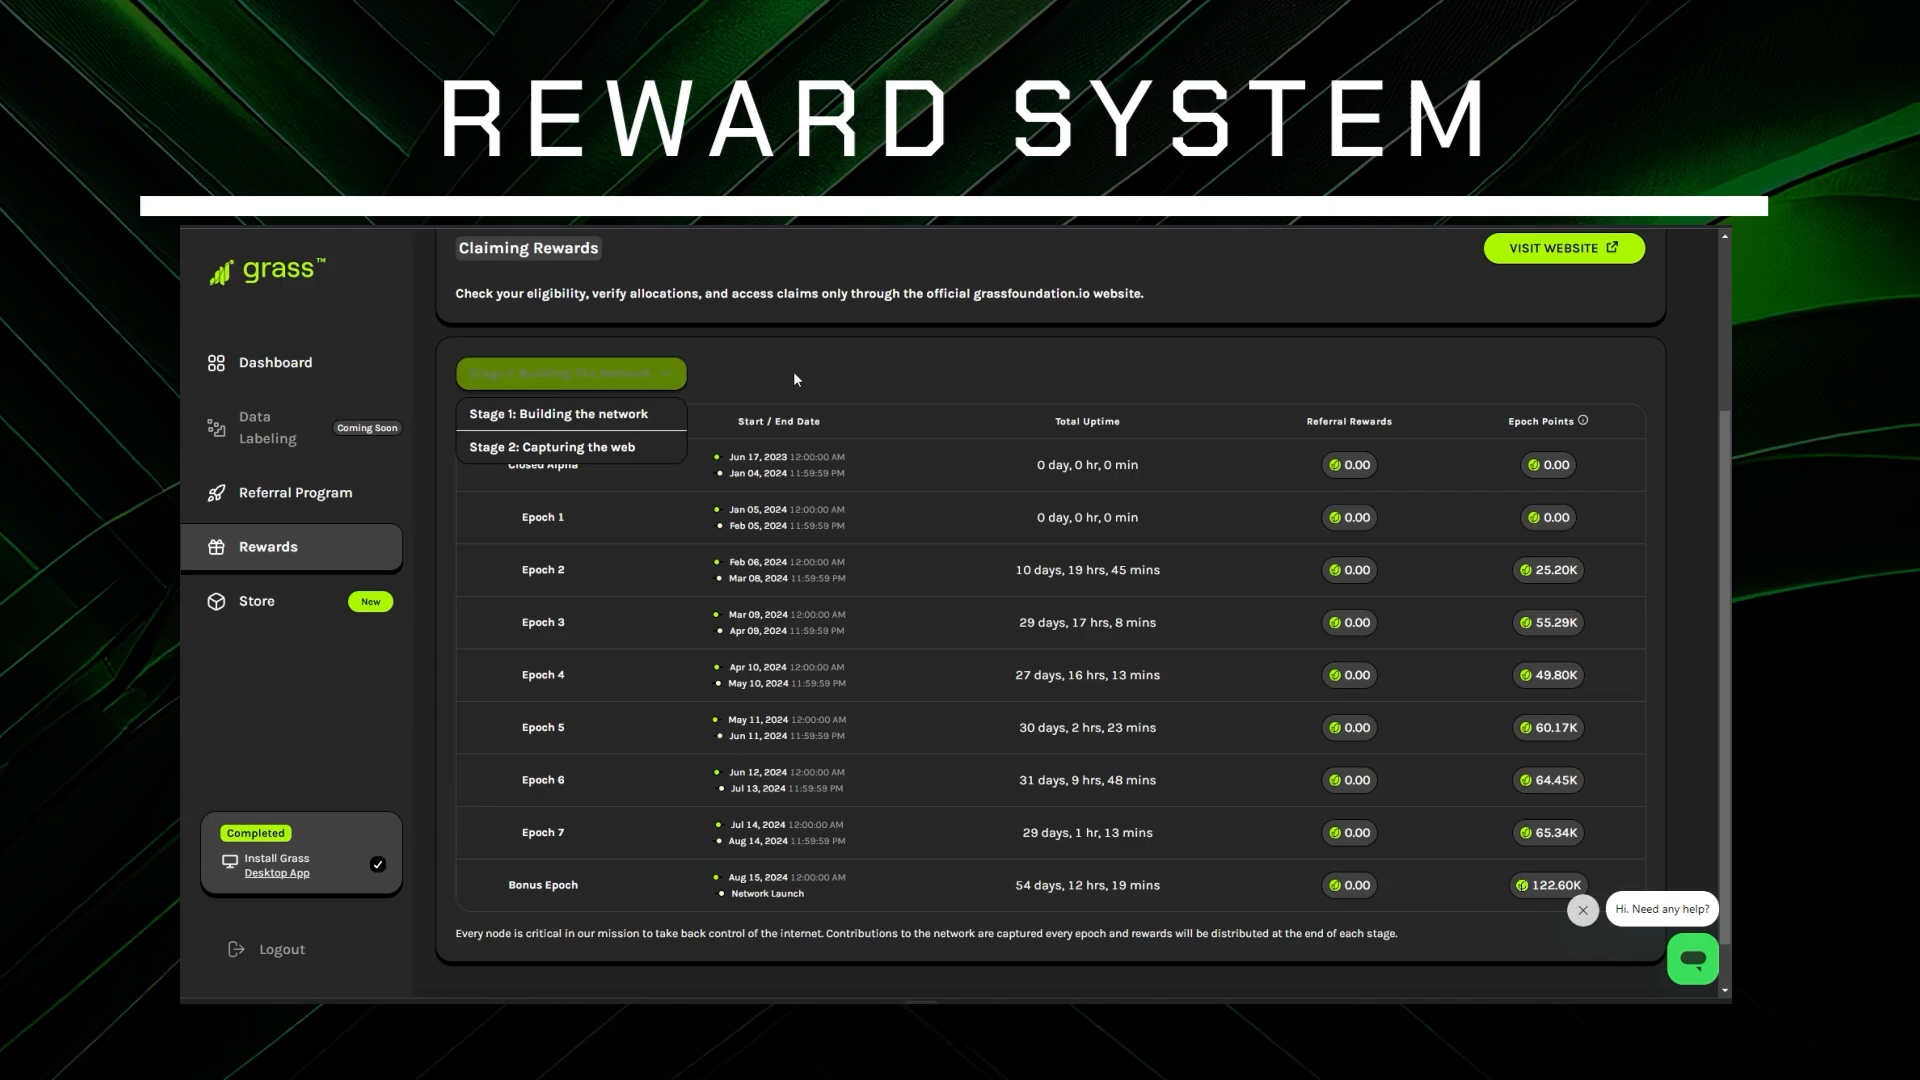 REWARD SYSTEM
grass™
Claiming Rewards
VISIT WEBSITE
Check your eligibility, verify allocations, and access claims only through the official grassfoundation.io website.
Dashboard
Data Labeling
Coming Soon
Referral Program
Rewards
Store
New
Completed
Install Grass
Desktop App
Logout
Stage 1: Building the network
Stage 1: Building the network
Stage 2: Capturing the web
Start / End Date
Total Uptime
Referral Rewards
Epoch Points
Closed Alpha
Jun 17, 2023 12:00:00 AM
Jan 04, 2024 11:59:59 PM
0 day, 0 hr, 0 min
0.00
0.00
Epoch 1
Jan 05, 2024 12:00:00 AM
Feb 05, 2024 11:59:59 PM
0 day, 0 hr, 0 min
0.00
0.00
Epoch 2
Feb 06, 2024 12:00:00 AM
Mar 08, 2024 11:59:59 PM
10 days, 19 hrs, 45 mins
0.00
25.20K
Epoch 3
Mar 09, 2024 12:00:00 AM
Apr 09, 2024 11:59:59 PM
29 days, 17 hrs, 8 mins
0.00
55.29K
Epoch 4
Apr 10, 2024 12:00:00 AM
May 10, 2024 11:59:59 PM
27 days, 16 hrs, 13 mins
0.00
49.80K
Epoch 5
May 11, 2024 12:00:00 AM
Jun 11, 2024 11:59:59 PM
30 days, 2 hrs, 23 mins
0.00
60.17K
Epoch 6
Jun 12, 2024 12:00:00 AM
Jul 13, 2024 11:59:59 PM
31 days, 9 hrs, 48 mins
0.00
64.45K
Epoch 7
Jul 14, 2024 12:00:00 AM
Aug 14, 2024 11:59:59 PM
29 days, 1 hr, 13 mins
0.00
65.34K
Bonus Epoch
Aug 15, 2024 12:00:00 AM
Network Launch
54 days, 12 hrs, 19 mins
0.00
122.60K
Every node is critical in our mission to take back control of the internet. Contributions to the network are captured every epoch and rewards will be distributed at the end of each stage.
Hi. Need any help?